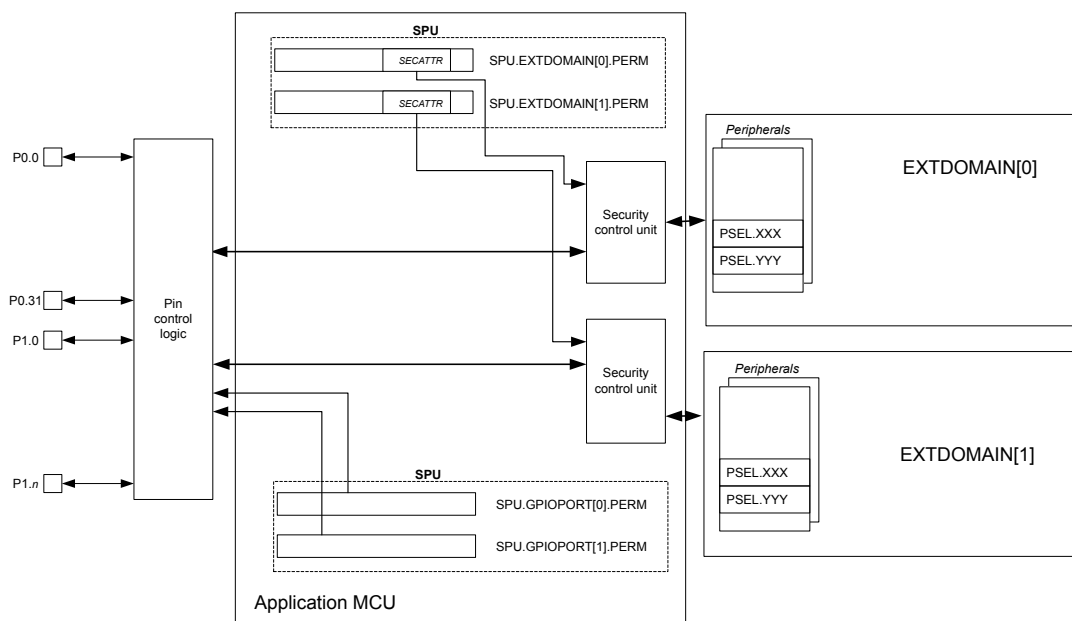 SPU
SECATTR
SPU.EXTDOMAIN[0].PERM
SECATTR
SPU.EXTDOMAIN[1].PERM
P0.0
P0.31
P1.0
P1.n
Pin
control
logic
Security
control unit
Security
control unit
Peripherals
EXTDOMAIN[0]
PSEL.XXX
PSEL.YYY
Peripherals
EXTDOMAIN[1]
PSEL.XXX
PSEL.YYY
SPU
SPU.GPIOPORT[0].PERM
SPU.GPIOPORT[1].PERM
Application MCU